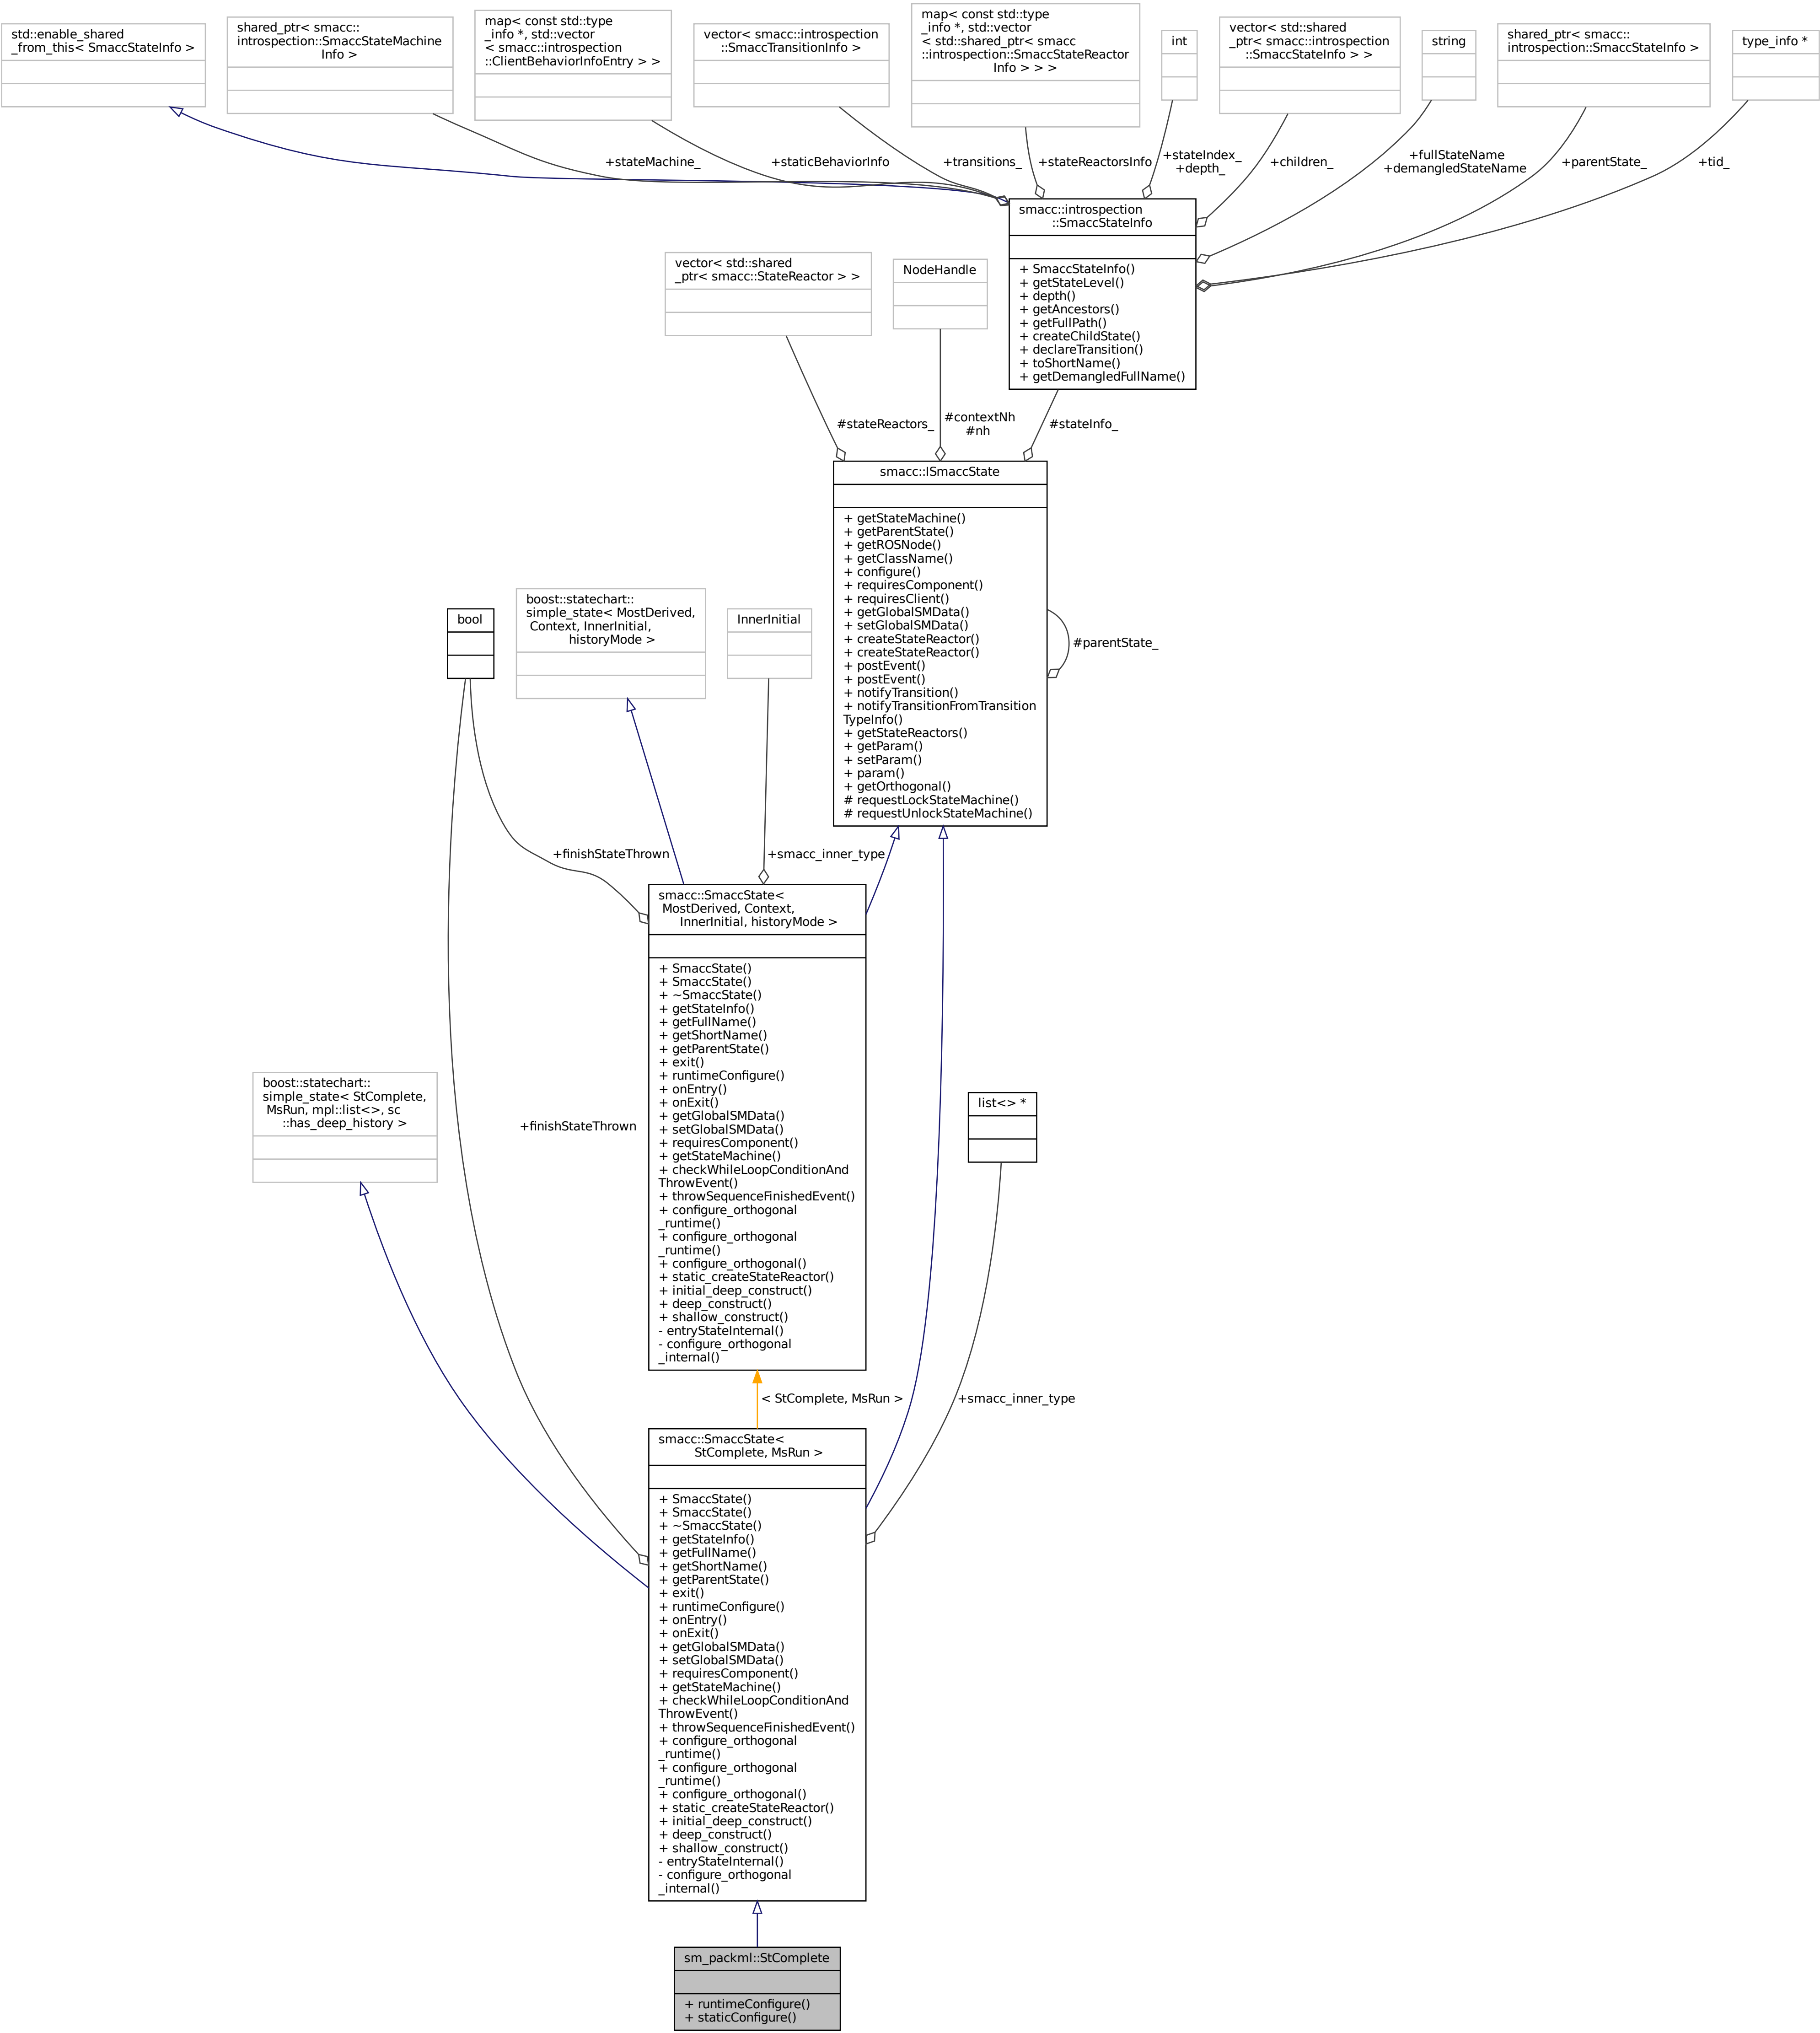 std::enable_shared
_from_this< SmaccStateInfo >
shared_ptr< smacc::
introspection::SmaccStateMachine
Info >
map< const std::type
_info *, std::vector
< smacc::introspection
::ClientBehaviorInfoEntry > >
vector< smacc::introspection
::SmaccTransitionInfo >
map< const std::type
_info *, std::vector
< std::shared_ptr< smacc
::introspection::SmaccStateReactor
Info > > >
int
vector< std::shared
_ptr< smacc::introspection
::SmaccStateInfo > >
string
shared_ptr< smacc::
introspection::SmaccStateInfo >
type_info *
+stateMachine_
+staticBehaviorInfo
+transitions_
+stateReactorsInfo
+stateIndex_
+depth_
+children_
+fullStateName
+demangledStateName
+parentState_
+tid_
smacc::introspection
::SmaccStateInfo
+ SmaccStateInfo()
+ getStateLevel()
+ depth()
+ getAncestors()
+ getFullPath()
+ createChildState()
+ declareTransition()
+ toShortName()
+ getDemangledFullName()
vector< std::shared
_ptr< smacc::StateReactor > >
NodeHandle
#stateReactors_
#contextNh
#nh
#stateInfo_
smacc::ISmaccState
+ getStateMachine()
+ getParentState()
+ getROSNode()
+ getClassName()
+ configure()
+ requiresComponent()
+ requiresClient()
+ getGlobalSMData()
+ setGlobalSMData()
+ createStateReactor()
+ createStateReactor()
+ postEvent()
+ postEvent()
+ notifyTransition()
+ notifyTransitionFromTransition
TypeInfo()
+ getStateReactors()
+ getParam()
+ setParam()
+ param()
+ getOrthogonal()
# requestLockStateMachine()
# requestUnlockStateMachine()
#parentState_
bool
boost::statechart::
simple_state< MostDerived,
Context, InnerInitial,
historyMode >
InnerInitial
+finishStateThrown
+smacc_inner_type
smacc::SmaccState<
MostDerived, Context,
InnerInitial, historyMode >
+ SmaccState()
+ SmaccState()
+ ~SmaccState()
+ getStateInfo()
+ getFullName()
+ getShortName()
+ getParentState()
+ exit()
+ runtimeConfigure()
+ onEntry()
+ onExit()
+ getGlobalSMData()
+ setGlobalSMData()
+ requiresComponent()
+ getStateMachine()
+ checkWhileLoopConditionAnd
ThrowEvent()
+ throwSequenceFinishedEvent()
+ configure_orthogonal
_runtime()
+ configure_orthogonal
_runtime()
+ configure_orthogonal()
+ static_createStateReactor()
+ initial_deep_construct()
+ deep_construct()
+ shallow_construct()
- entryStateInternal()
- configure_orthogonal
_internal()
boost::statechart::
simple_state< StComplete,
MsRun, mpl::list<>, sc
::has_deep_history >
+finishStateThrown
list<> *
< StComplete, MsRun >
+smacc_inner_type
smacc::SmaccState<
StComplete, MsRun >
+ SmaccState()
+ SmaccState()
+ ~SmaccState()
+ getStateInfo()
+ getFullName()
+ getShortName()
+ getParentState()
+ exit()
+ runtimeConfigure()
+ onEntry()
+ onExit()
+ getGlobalSMData()
+ setGlobalSMData()
+ requiresComponent()
+ getStateMachine()
+ checkWhileLoopConditionAnd
ThrowEvent()
+ throwSequenceFinishedEvent()
+ configure_orthogonal
_runtime()
+ configure_orthogonal
_runtime()
+ configure_orthogonal()
+ static_createStateReactor()
+ initial_deep_construct()
+ deep_construct()
+ shallow_construct()
- entryStateInternal()
- configure_orthogonal
_internal()
sm_packml::StComplete
+ runtimeConfigure()
+ staticConfigure()